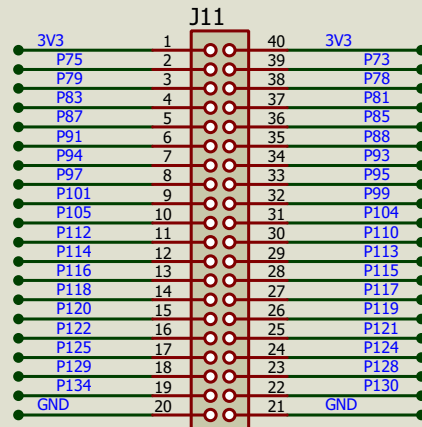 J11
3V3 1 40 3V3
P75 2 39 P73
P79 3 38 P78
P83 4 37 P81
P87 5 36 P85
P91 6 35 P88
P94 7 34 P93
P97 8 33 P95
P101 9 32 P99
P105 10 31 P104
P112 11 30 P110
P114 12 29 P113
P116 13 28 P115
P118 14 27 P117
P120 15 26 P119
P122 16 25 P121
P125 17 24 P124
P129 18 23 P128
P134 19 22 P130
GND 20 21 GND